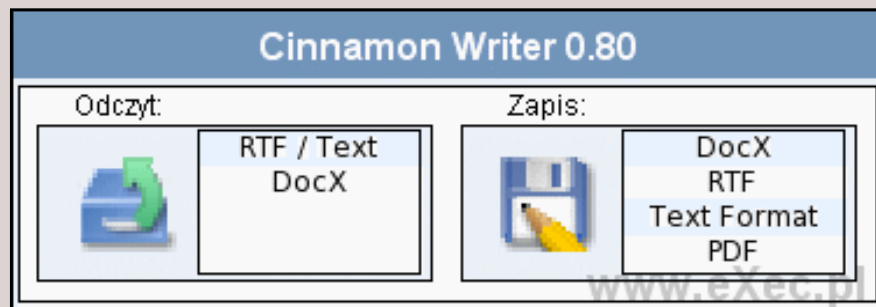 Cinnamon Writer 0.80
Odczyt:
RTF / Text
DocX
Zapis:
DocX
RTF
Text Format
PDF
www.eXec.pl